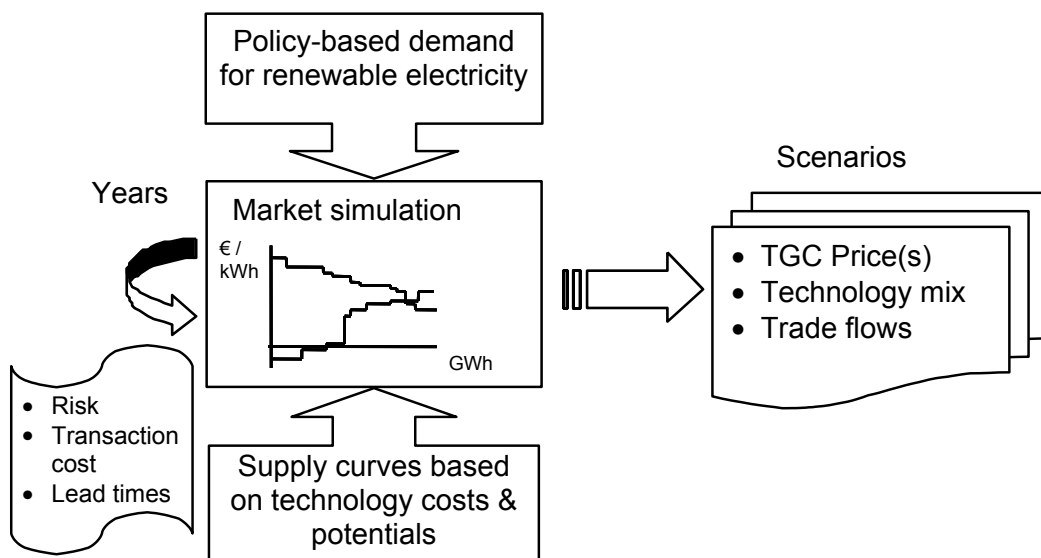 Policy-based demand
for renewable electricity
Years
Market simulation
€ /
kWh
GWh
Scenarios
• TGC Price(s)
• Technology mix
• Trade flows
• Risk
• Transaction
cost
• Lead times
Supply curves based
on technology costs &
potentials